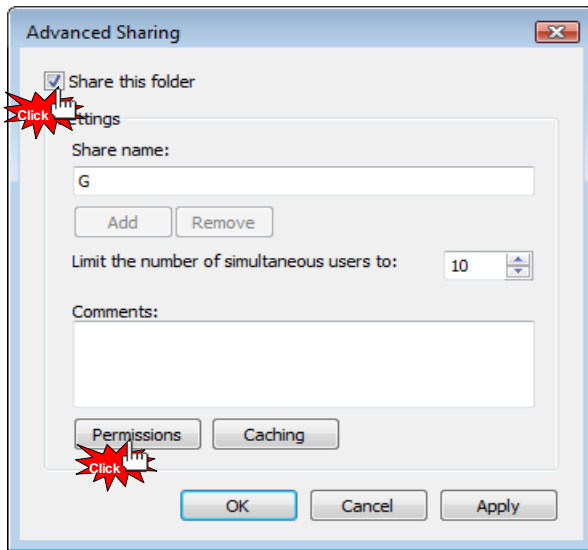 Advanced Sharing
Share this folder
Click
ettings
Share name:
G
Add Remove
Limit the number of simultaneous users to: 10
Comments:
Permissions Caching
Click
OK Cancel Apply